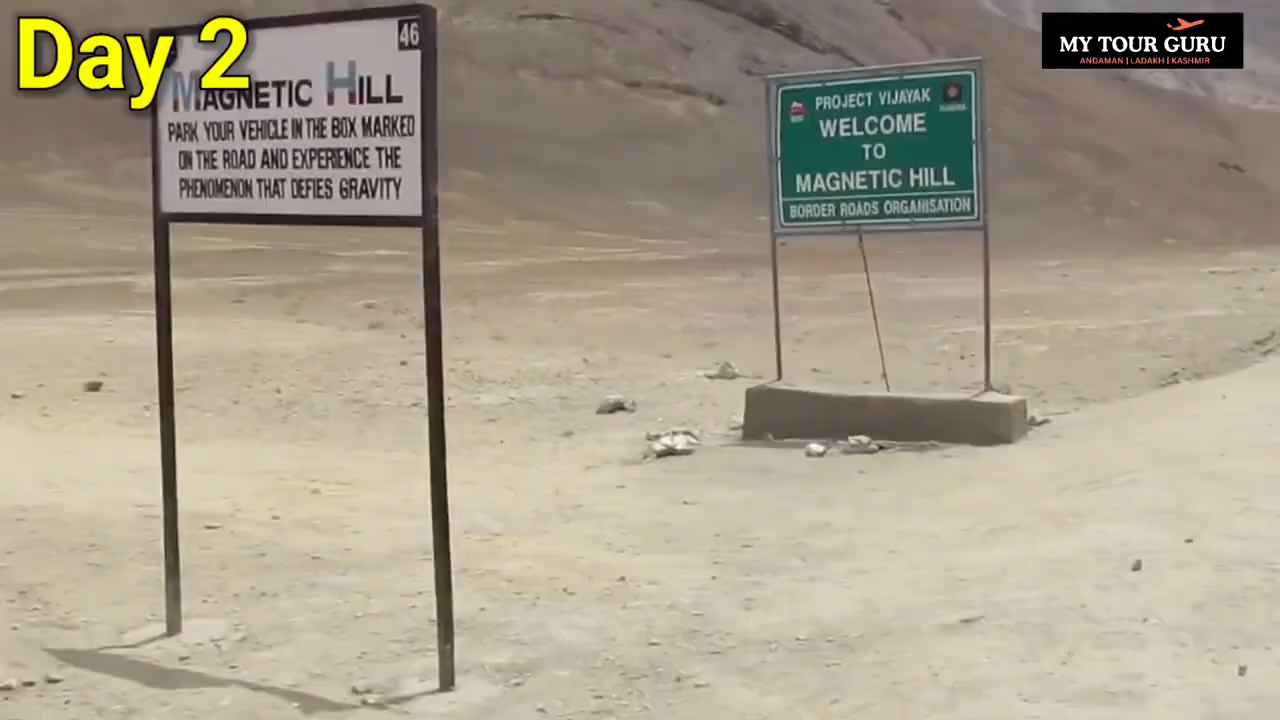 Day 2
46
MAGNETIC HILL
PARK YOUR VEHICLE IN THE BOX MARKED
ON THE ROAD AND EXPERIENCE THE
PHENOMENON THAT DEFIES GRAVITY
PROJECT VIJAYAK
WELCOME
TO
MAGNETIC HILL
BORDER ROADS ORGANISATION
MY TOUR GURU
ANDAMAN | LADAKH | KASHMIR